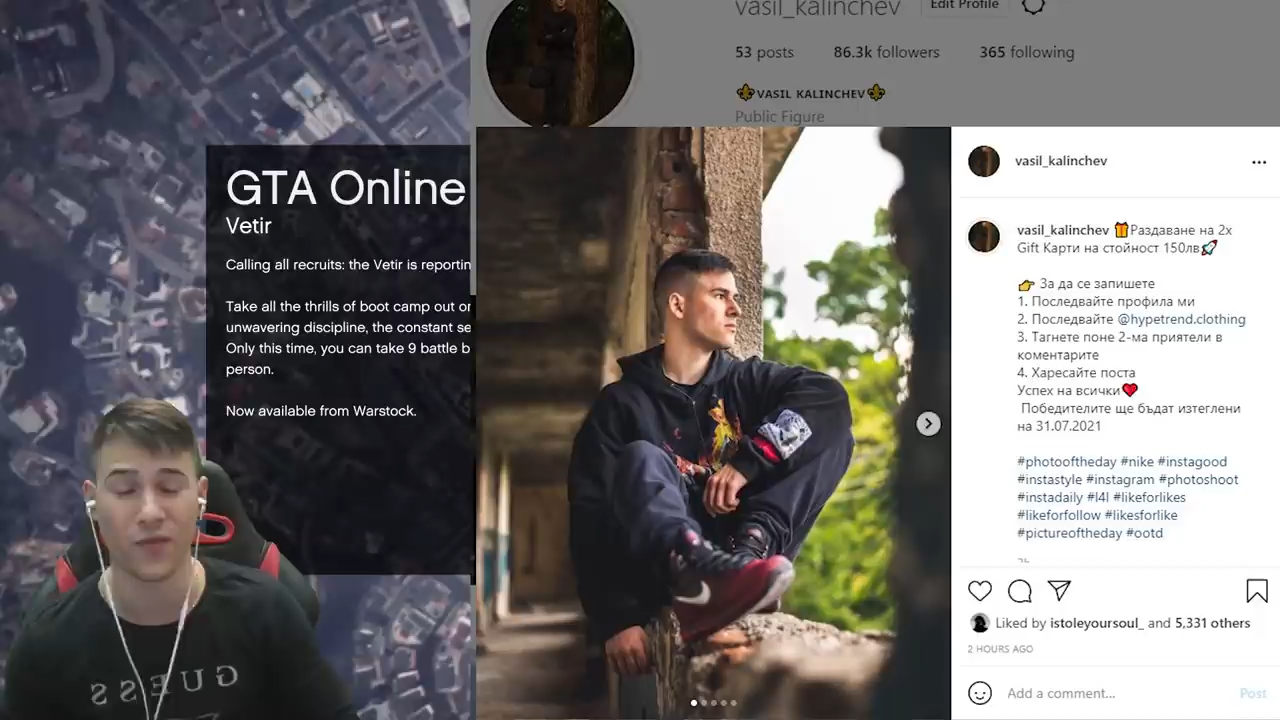 vasil_kalinchev Edit Profile
53 posts 86.3k followers 365 following
⚜️VASIL KALINCHEV⚜️
Public Figure
GTA Online
Vetir
Calling all recruits: the Vetir is reportin
Take all the thrills of boot camp out on
unwavering discipline, the constant se
Only this time, you can take 9 battle b
person.
Now available from Warstock.
GUESS
vasil_kalinchev
vasil_kalinchev 🎁Раздаване на 2x
Gift Карти на стойност 150лв🚀
👉 За да се запишете
1. Последвайте профила ми
2. Последвайте @hypetrend.clothing
3. Тагнете поне 2-ма приятели в
коментарите
4. Харесайте поста
Успех на всички❤️
Победителите ще бъдат изтеглени
на 31.07.2021
#photooftheday #nike #instagood
#instastyle #instagram #photoshoot
#instadaily #l4l #likeforlikes
#likeforfollow #likesforlike
#pictureoftheday #ootd
Liked by istoleyoursoul_ and 5,331 others
2 HOURS AGO
Add a comment... Post